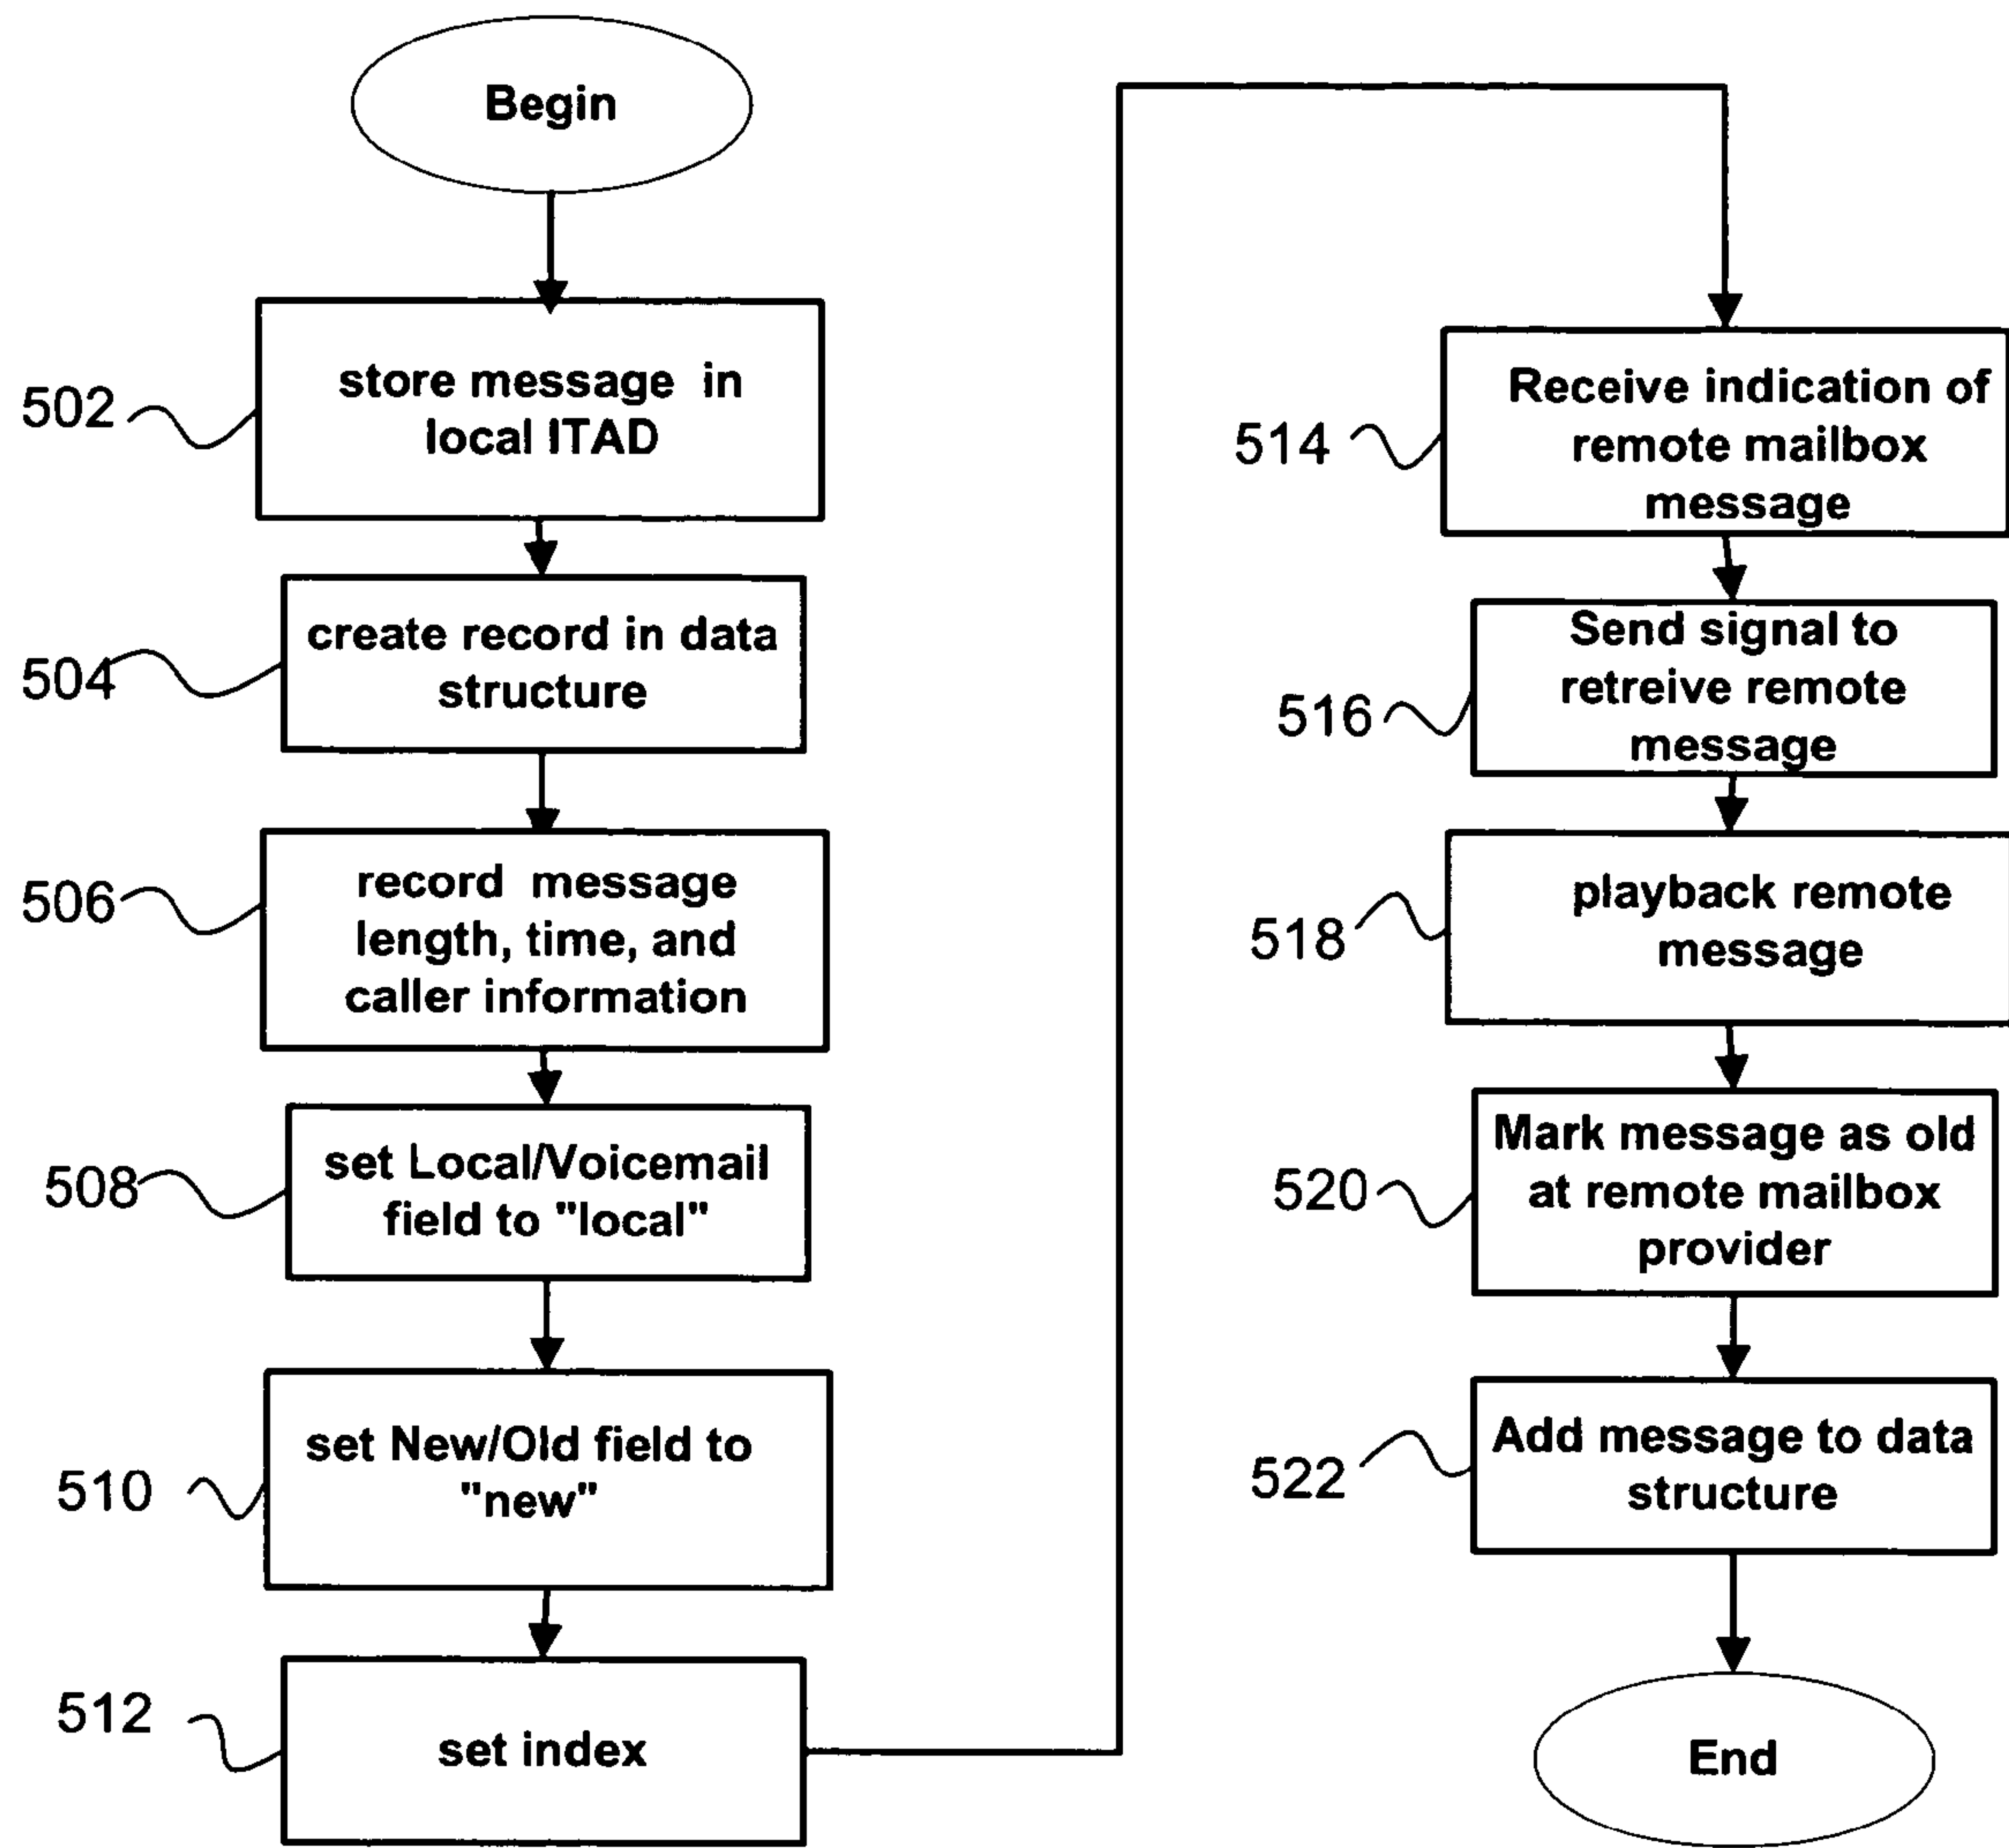 Begin
502
store message in
local ITAD
504
create record in data
structure
506
record message
length, time, and
caller information
508
set Local/Voicemail
field to "local"
510
set New/Old field to
"new"
512
set index
514
Receive indication of
remote mailbox
message
516
Send signal to
retreive remote
message
518
playback remote
message
520
Mark message as old
at remote mailbox
provider
522
Add message to data
structure
End